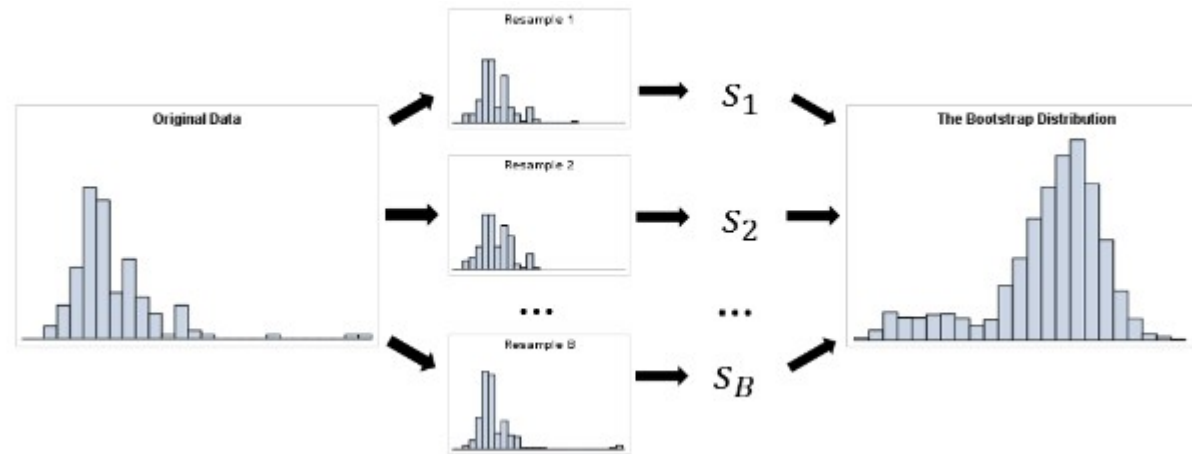 Original Data
Resample 1
Resample 2
...
Resample B
S1
S2
...
SB
The Bootstrap Distribution